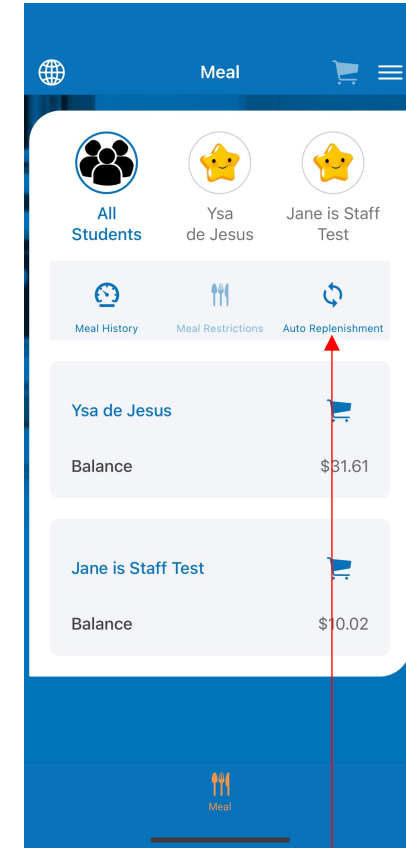 Meal
All Students
Ysa de Jesus
Jane is Staff Test
Meal History
Meal Restrictions
Auto Replenishment
Ysa de Jesus
Balance $31.61
Jane is Staff Test
Balance $10.02
Meal